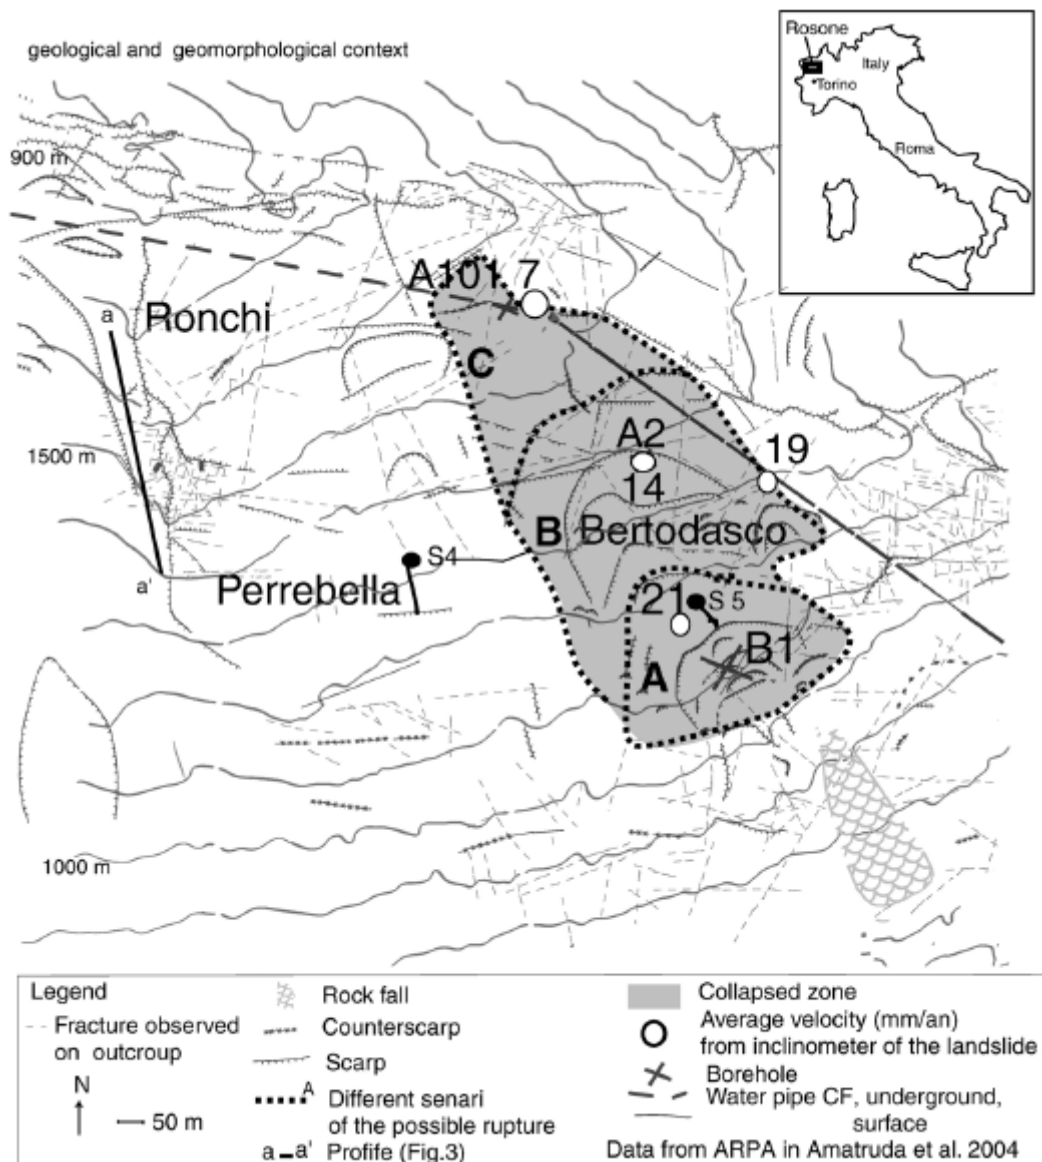 geological and geomorphological context
Rosone
Italy
Torino
Roma
900 m
A101 7
a
Ronchi
C
A2
19
1500 m
14
B Bertodasco
S4
a'
Perrebella
21 S 5
B1
A
1000 m
Legend
Fracture observed
on outcroup
N
50 m
Rock fall
Counterscarp
Scarp
A
Different senari
of the possible rupture
a a' Profife (Fig.3)
Collapsed zone
Average velocity (mm/an)
from inclinometer of the landslide
Borehole
Water pipe CF, underground,
surface
Data from ARPA in Amatruda et al. 2004